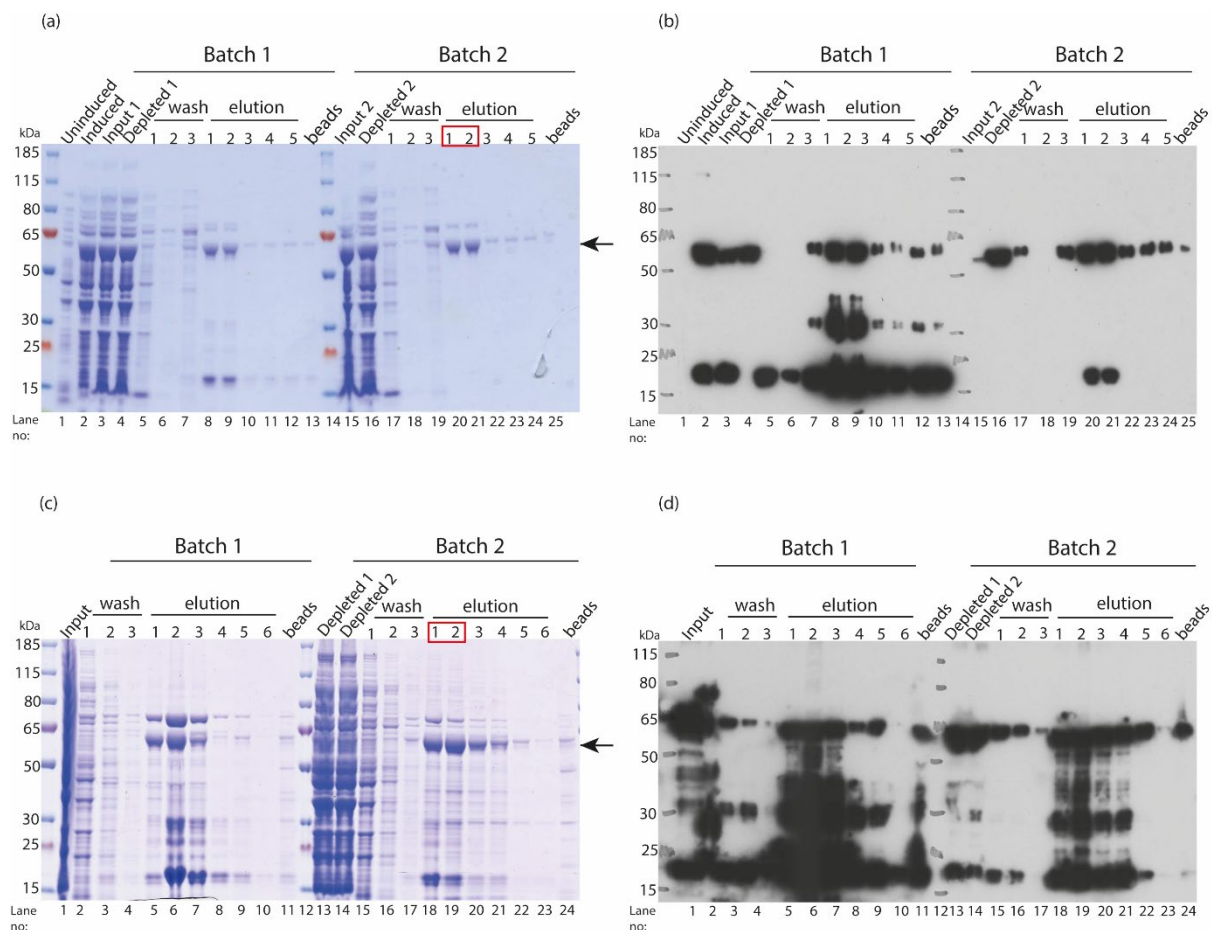 (a)
Batch 1
Batch 2
Uninduced
Induced
Input 1
Depleted 1
wash
elution
beads
Input 2
Depleted 2
wash
elution
beads
kDa
1 2 3 1 2 3 4 5
1 2 3 1 2 3 4 5
185
115
80
65
50
30
25
15
Lane no:
1 2 3 4 5 6 7 8 9 10 11 12 13 14 15 16 17 18 19 20 21 22 23 24 25
(b)
Batch 1
Batch 2
Uninduced
Induced
Input 1
Depleted 1
wash
elution
beads
Input 2
Depleted 2
wash
elution
beads
kDa
1 2 3 1 2 3 4 5
1 2 3 1 2 3 4 5
185
115
80
65
50
30
25
15
Lane no:
1 2 3 4 5 6 7 8 9 10 11 12 13 14 15 16 17 18 19 20 21 22 23 24 25
(c)
Batch 1
Batch 2
Input
wash
elution
beads
Depleted 1
Depleted 2
wash
elution
beads
kDa
1 2 3 1 2 3 4 5 6
1 2 3 1 2 3 4 5 6
185
115
80
65
50
30
25
15
Lane no:
1 2 3 4 5 6 7 8 9 10 11 12 13 14 15 16 17 18 19 20 21 22 23 24
(d)
Batch 1
Batch 2
Input
wash
elution
beads
Depleted 1
Depleted 2
wash
elution
beads
kDa
1 2 3 1 2 3 4 5 6
1 2 3 1 2 3 4 5 6
115
80
65
50
30
25
15
Lane no:
1 2 3 4 5 6 7 8 9 10 11 12 13 14 15 16 17 18 19 20 21 22 23 24